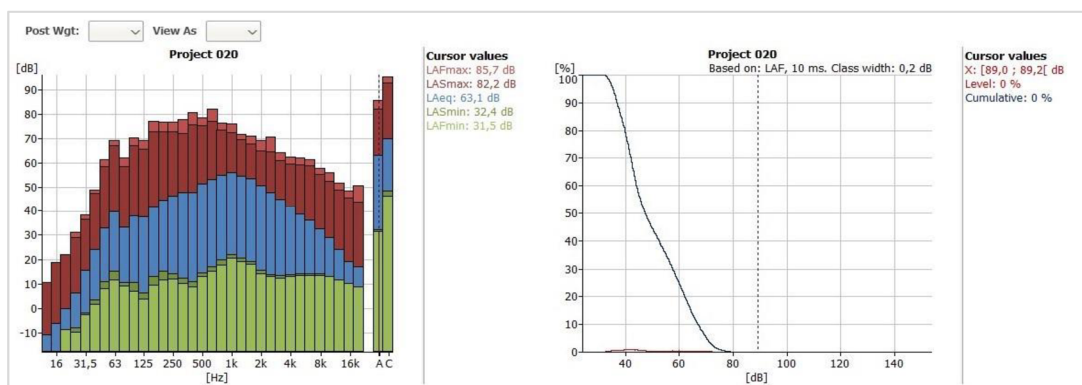 Post Wgt: View As
Project 020
[dB]
90
80
70
60
50
40
30
20
10
0
-10
16 31,5 63 125 250 500 1k 2k 4k 8k 16k A C
[Hz]
Cursor values
LAFmax: 85,7 dB
LASmax: 82,2 dB
LAeq: 63,1 dB
LASmin: 32,4 dB
LAFmin: 31,5 dB
Project 020
Based on: LAF, 10 ms. Class width: 0,2 dB
[%]
100
90
80
70
60
50
40
30
20
10
0
40 60 80 100 120 140
[dB]
Cursor values
X: [89,0 ; 89,2[ dB
Level: 0 %
Cumulative: 0 %